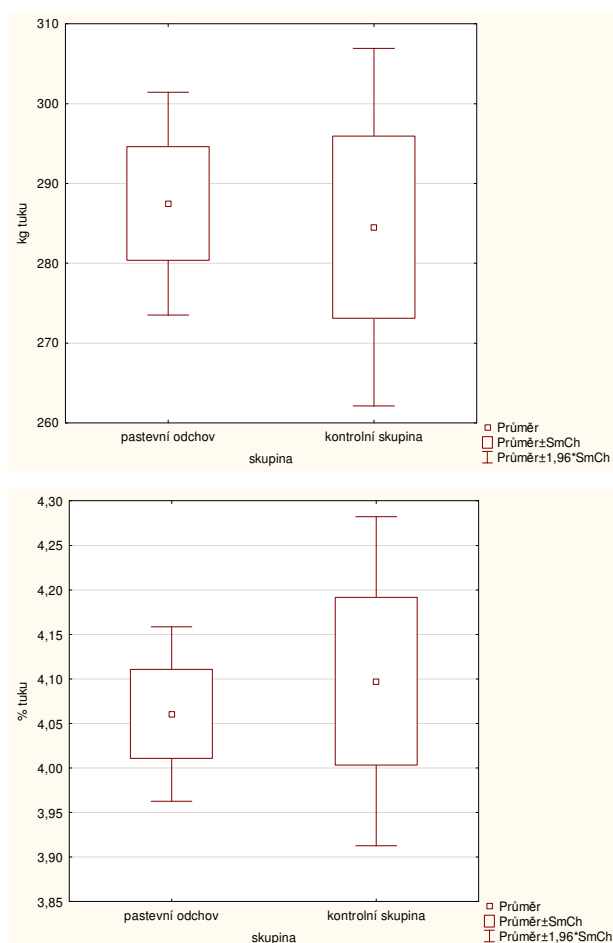 310
300
290
280
270
260
kg tuku
pastevní odchov
kontrolní skupina
skupina
Průměr
Průměr±SmCh
Průměr±1,96*SmCh
4,30
4,25
4,20
4,15
4,10
4,05
4,00
3,95
3,90
3,85
% tuku
pastevní odchov
kontrolní skupina
skupina
Průměr
Průměr±SmCh
Průměr±1,96*SmCh